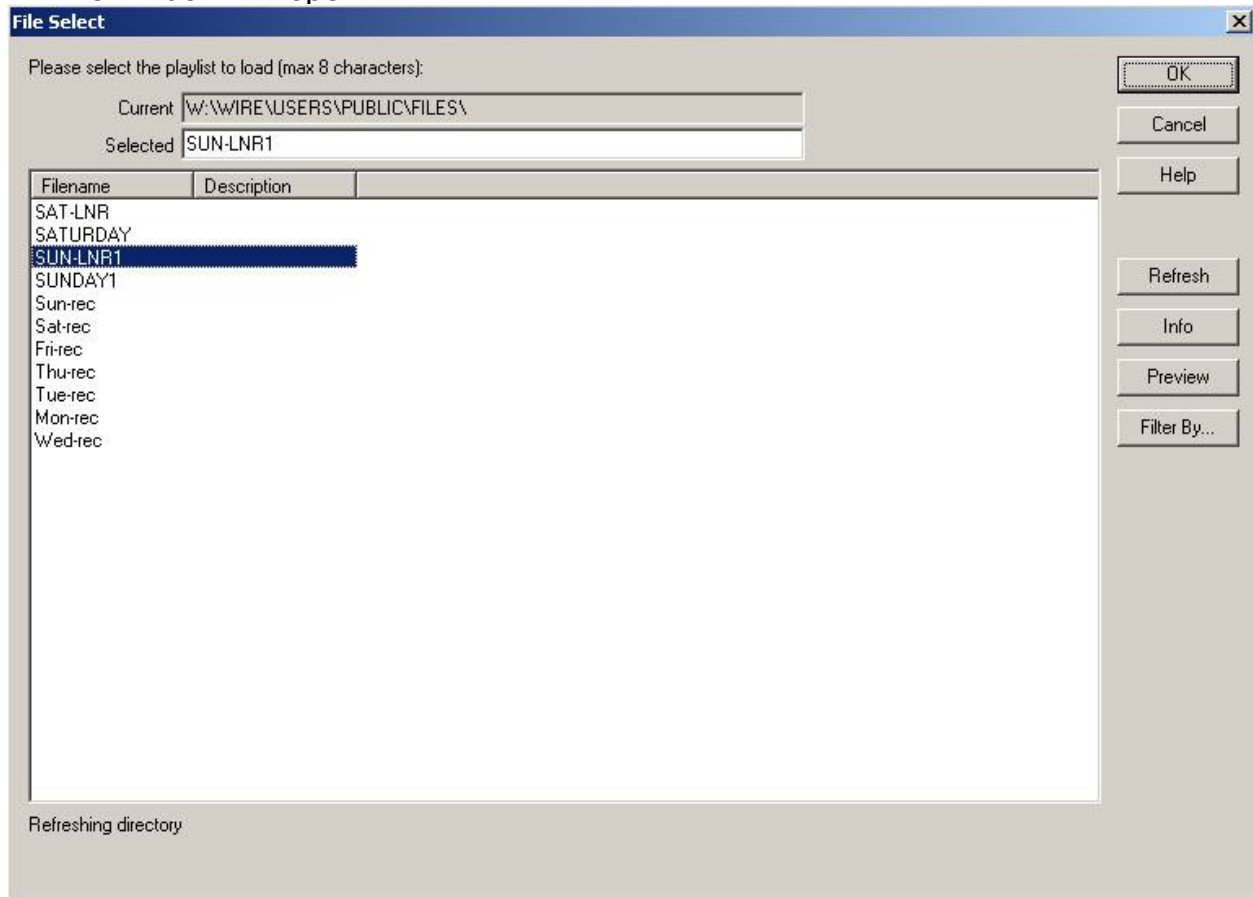 File Select
Please select the playlist to load (max 8 characters):
Current W:\WIRE\USERS\PUBLIC\FILES\
Selected SUN-LNR1
Filename Description
SAT-LNR
SATURDAY
SUN-LNR1
SUNDAY1
Sun-rec
Sat-rec
Fri-rec
Thu-rec
Tue-rec
Mon-rec
Wed-rec
Refreshing directory
OK
Cancel
Help
Refresh
Info
Preview
Filter By...